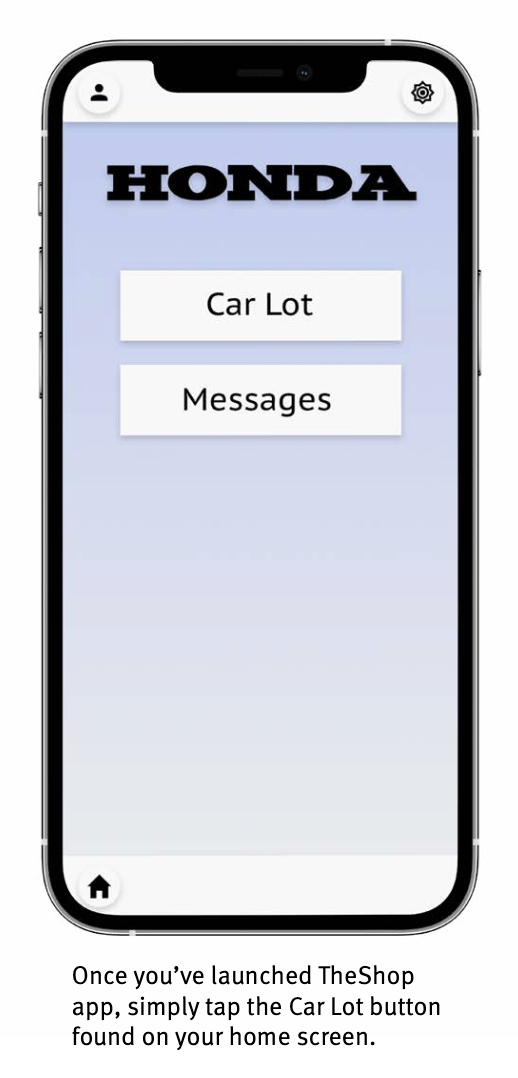 HONDA
Car Lot
Messages
Once you’ve launched TheShop
app, simply tap the Car Lot button
found on your home screen.